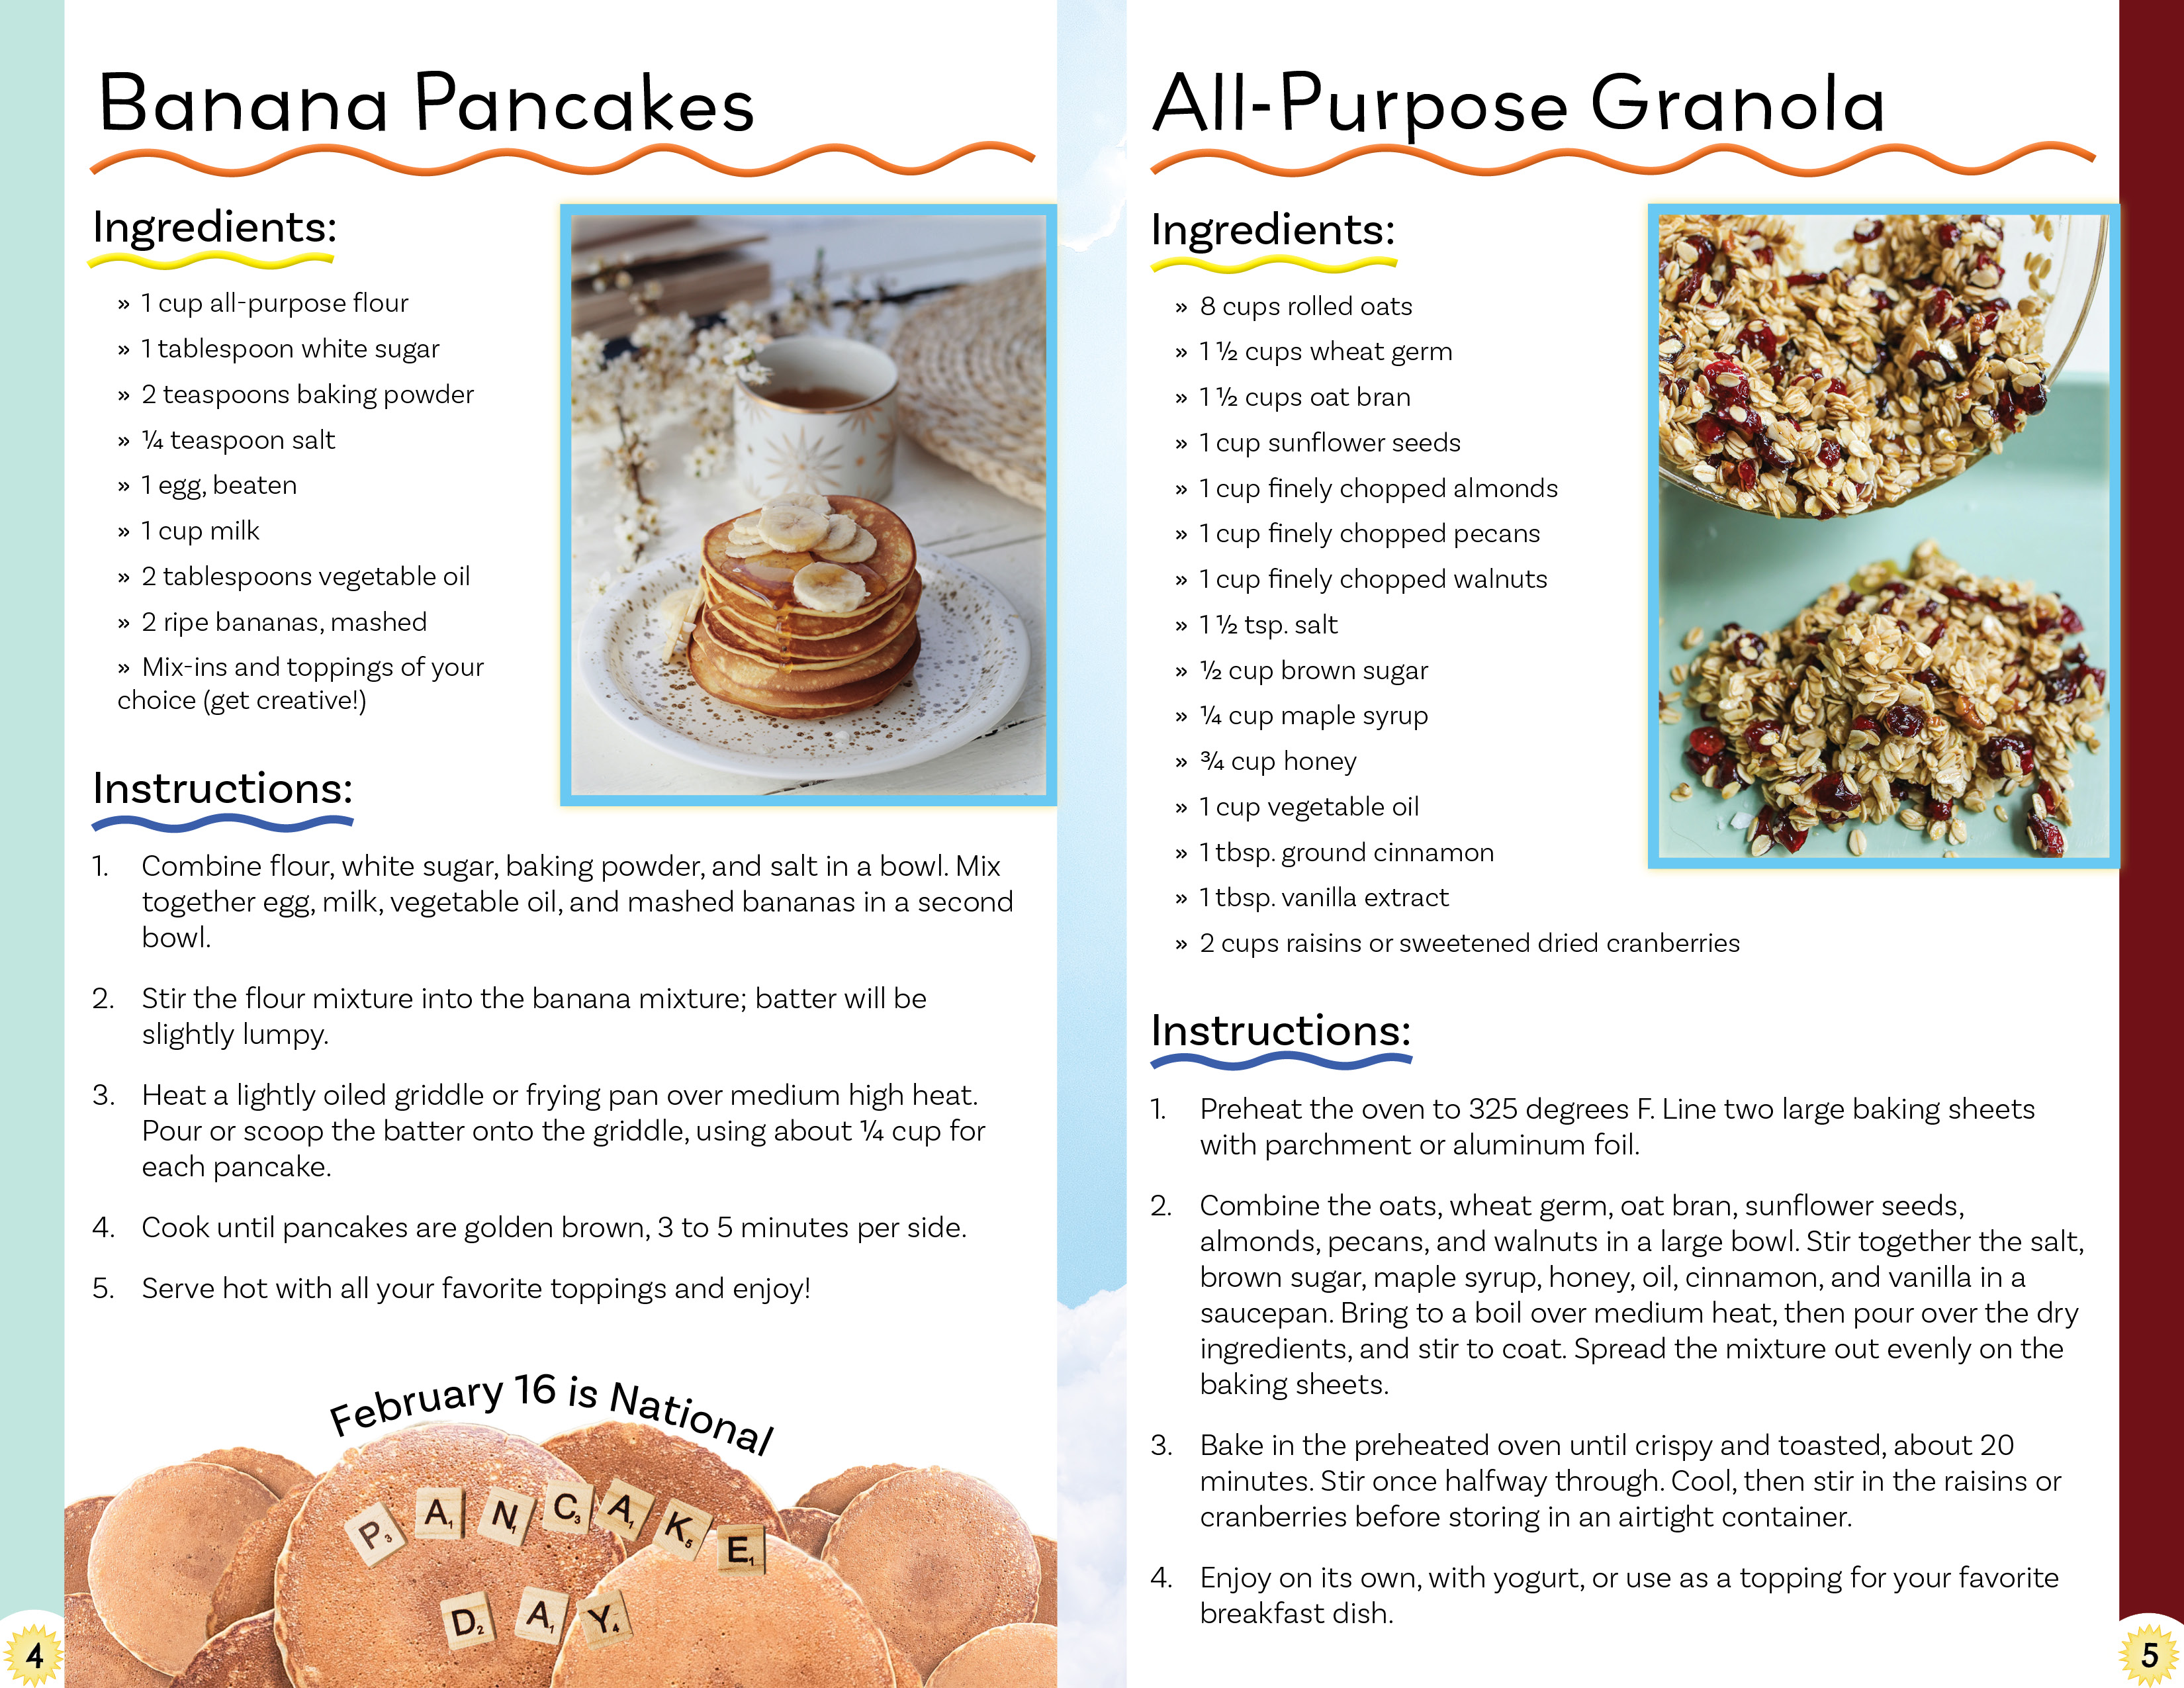 Banana Pancakes
Ingredients:
» 1 cup all-purpose flour
» 1 tablespoon white sugar
» 2 teaspoons baking powder
» ¼ teaspoon salt
» 1 egg, beaten
» 1 cup milk
» 2 tablespoons vegetable oil
» 2 ripe bananas, mashed
» Mix-ins and toppings of your
choice (get creative!)
Instructions:
1. Combine flour, white sugar, baking powder, and salt in a bowl. Mix
together egg, milk, vegetable oil, and mashed bananas in a second
bowl.
2. Stir the flour mixture into the banana mixture; batter will be
slightly lumpy.
3. Heat a lightly oiled griddle or frying pan over medium high heat.
Pour or scoop the batter onto the griddle, using about ¼ cup for
each pancake.
4. Cook until pancakes are golden brown, 3 to 5 minutes per side.
5. Serve hot with all your favorite toppings and enjoy!
February 16 is National
P3 A1 N1 C3 A1 K5 E1
D2 A1 Y4
4
All-Purpose Granola
Ingredients:
» 8 cups rolled oats
» 1 ½ cups wheat germ
» 1 ½ cups oat bran
» 1 cup sunflower seeds
» 1 cup finely chopped almonds
» 1 cup finely chopped pecans
» 1 cup finely chopped walnuts
» 1 ½ tsp. salt
» ½ cup brown sugar
» ¼ cup maple syrup
» ¾ cup honey
» 1 cup vegetable oil
» 1 tbsp. ground cinnamon
» 1 tbsp. vanilla extract
» 2 cups raisins or sweetened dried cranberries
Instructions:
1. Preheat the oven to 325 degrees F. Line two large baking sheets
with parchment or aluminum foil.
2. Combine the oats, wheat germ, oat bran, sunflower seeds,
almonds, pecans, and walnuts in a large bowl. Stir together the salt,
brown sugar, maple syrup, honey, oil, cinnamon, and vanilla in a
saucepan. Bring to a boil over medium heat, then pour over the dry
ingredients, and stir to coat. Spread the mixture out evenly on the
baking sheets.
3. Bake in the preheated oven until crispy and toasted, about 20
minutes. Stir once halfway through. Cool, then stir in the raisins or
cranberries before storing in an airtight container.
4. Enjoy on its own, with yogurt, or use as a topping for your favorite
breakfast dish.
5